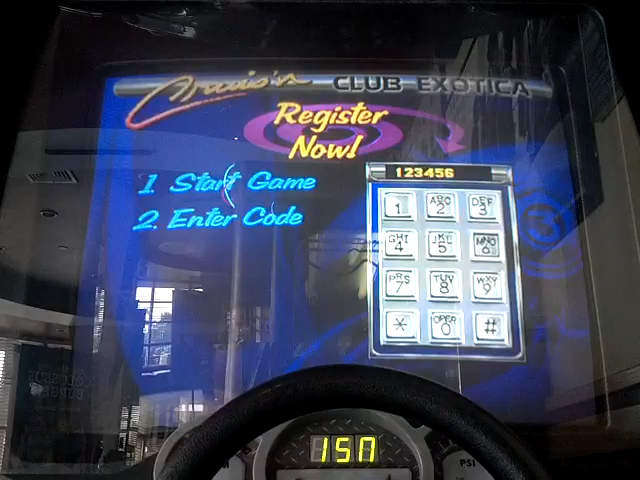 Cruis'n CLUB EXOTICA
Register
Now!
1 Start Game
2. Enter Code
123456
1
ABC 2
DEF 3
GHI 4
JKL 5
MNO 6
PRS 7
TUV 8
WXY 9
*
OPER 0
#
150
PSI